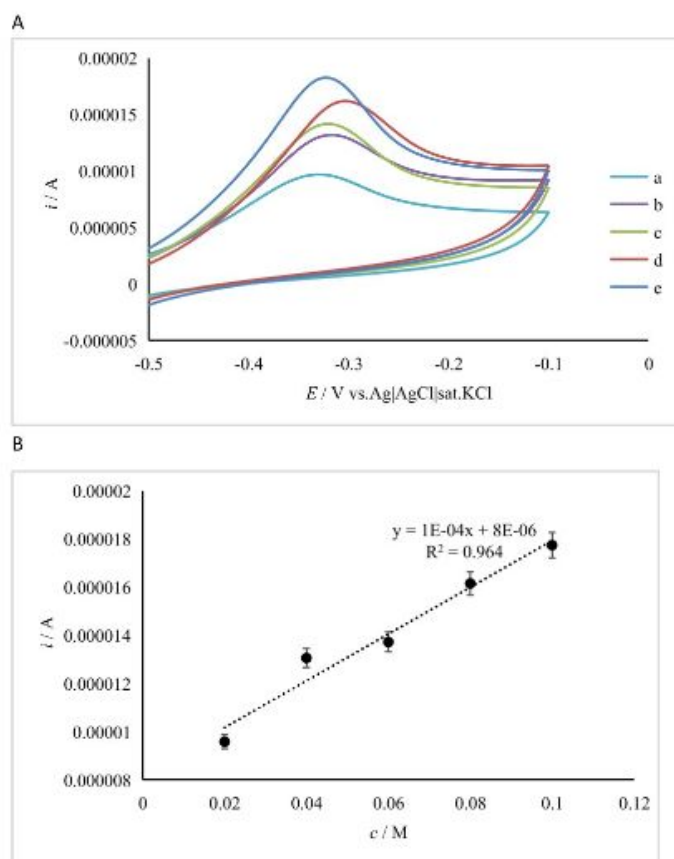 A
0.00002
0.000015
0.00001
0.000005
0
-0.000005
i / A
-0.5 -0.4 -0.3 -0.2 -0.1 0
E / V vs.Ag|AgCl|sat.KCl
a
b
c
d
e
B
0.00002
0.000018
0.000016
0.000014
0.000012
0.00001
0.000008
i / A
y = 1E-04x + 8E-06
R² = 0.964
0 0.02 0.04 0.06 0.08 0.1 0.12
c / M